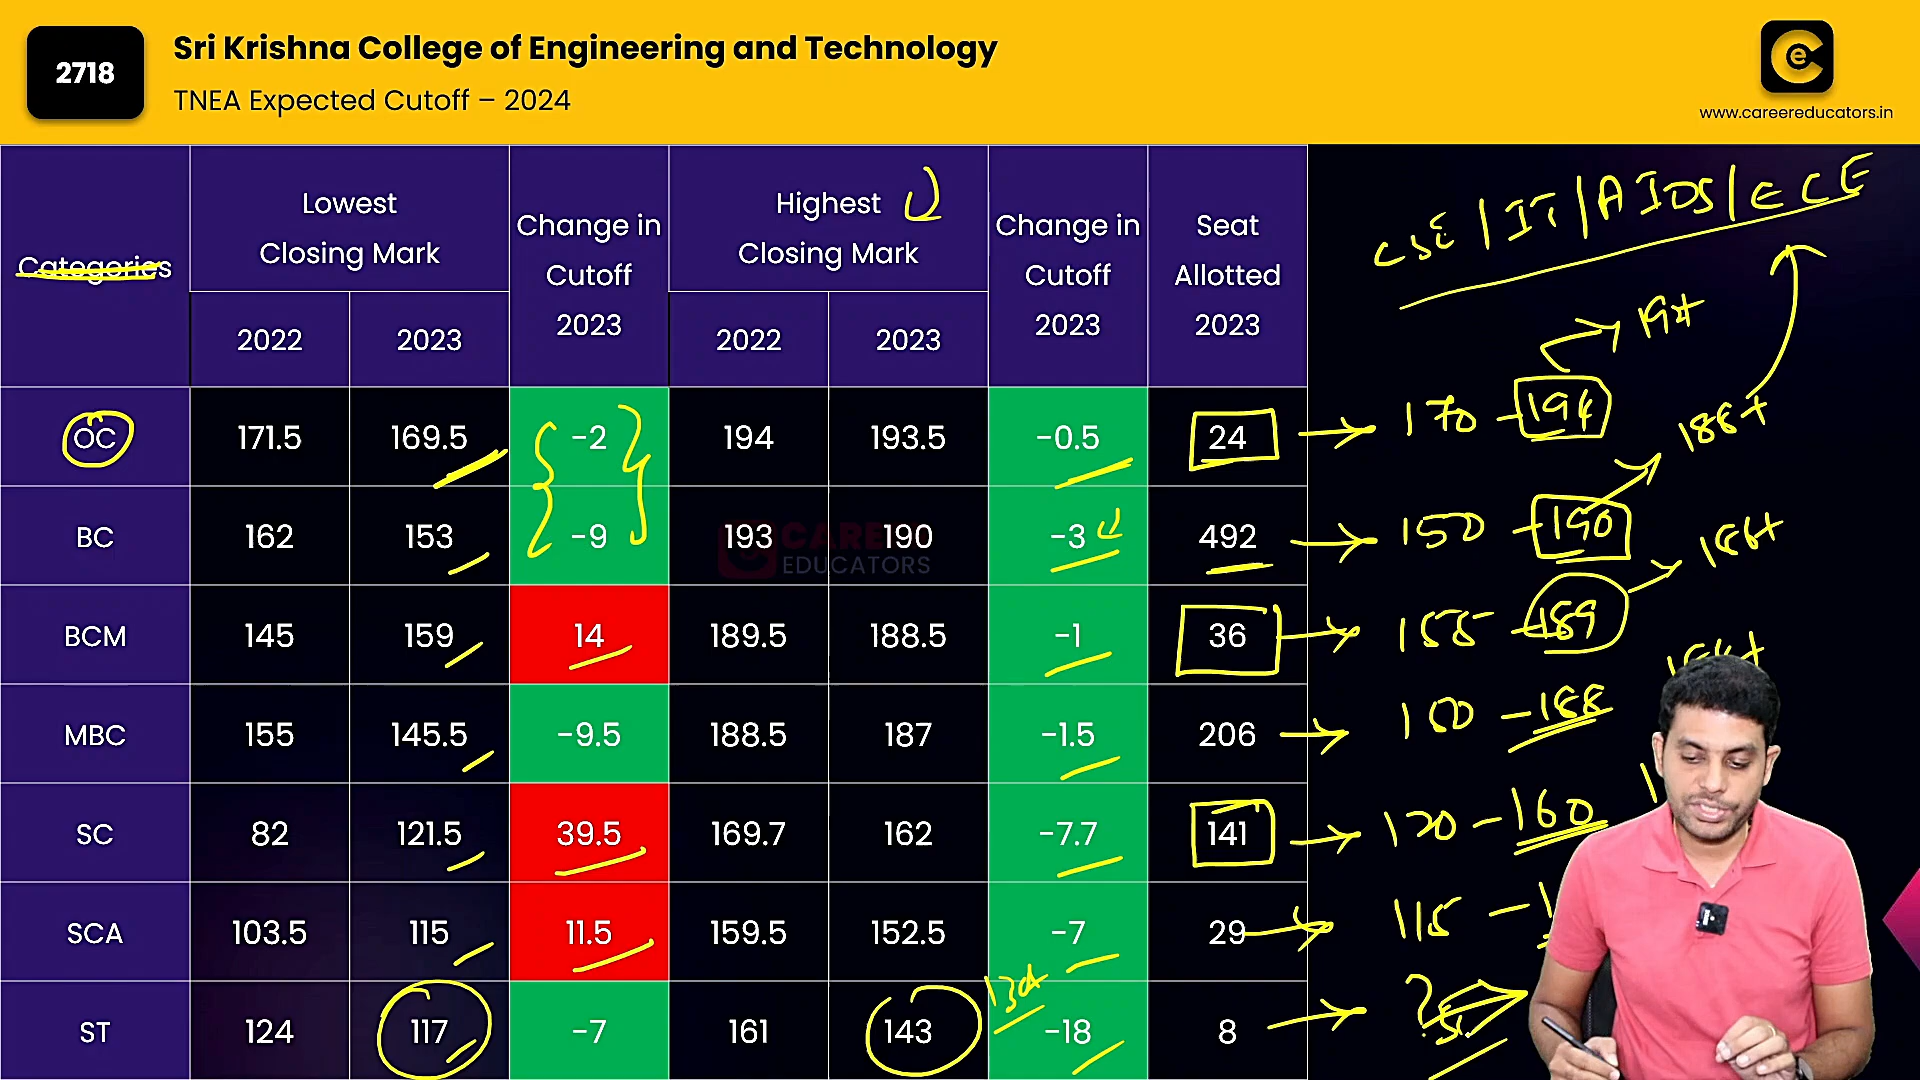 2718
Sri Krishna College of Engineering and Technology
TNEA Expected Cutoff – 2024
e
www.careereducators.in
Categories
Lowest Closing Mark
Change in Cutoff 2023
Highest Closing Mark
Change in Cutoff 2023
Seat Allotted 2023
2022 2023 2022 2023
OC 171.5 169.5 -2 194 193.5 -0.5 24
BC 162 153 -9 193 190 -3 492
BCM 145 159 14 189.5 188.5 -1 36
MBC 155 145.5 -9.5 188.5 187 -1.5 206
SC 82 121.5 39.5 169.7 162 -7.7 141
SCA 103.5 115 11.5 159.5 152.5 -7 29
ST 124 117 -7 161 143 -18 8
EDUCATORS
CSE / IT / AIDS / ECE
170 - 194
188+
150 - 190
186+
155 - 189
150 - 188
120 - 160
115 -
130+
?